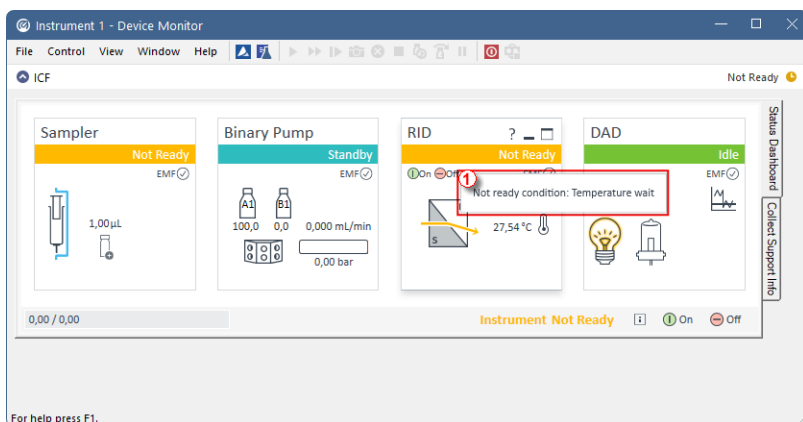 Instrument 1 - Device Monitor
File Control View Window Help
ICF
Not Ready
Sampler
Not Ready
EMF
1,00 µL
Binary Pump
Standby
EMF
A1 B1
100,0 0,0 0,000 mL/min
0,00 bar
RID ?
Not Ready
On Off
1
Not ready condition: Temperature wait
S
27,54 °C
DAD
Idle
EMF
Status Dashboard
Collect Support Info
0,00 / 0,00
Instrument Not Ready
i
On Off
For help press F1.